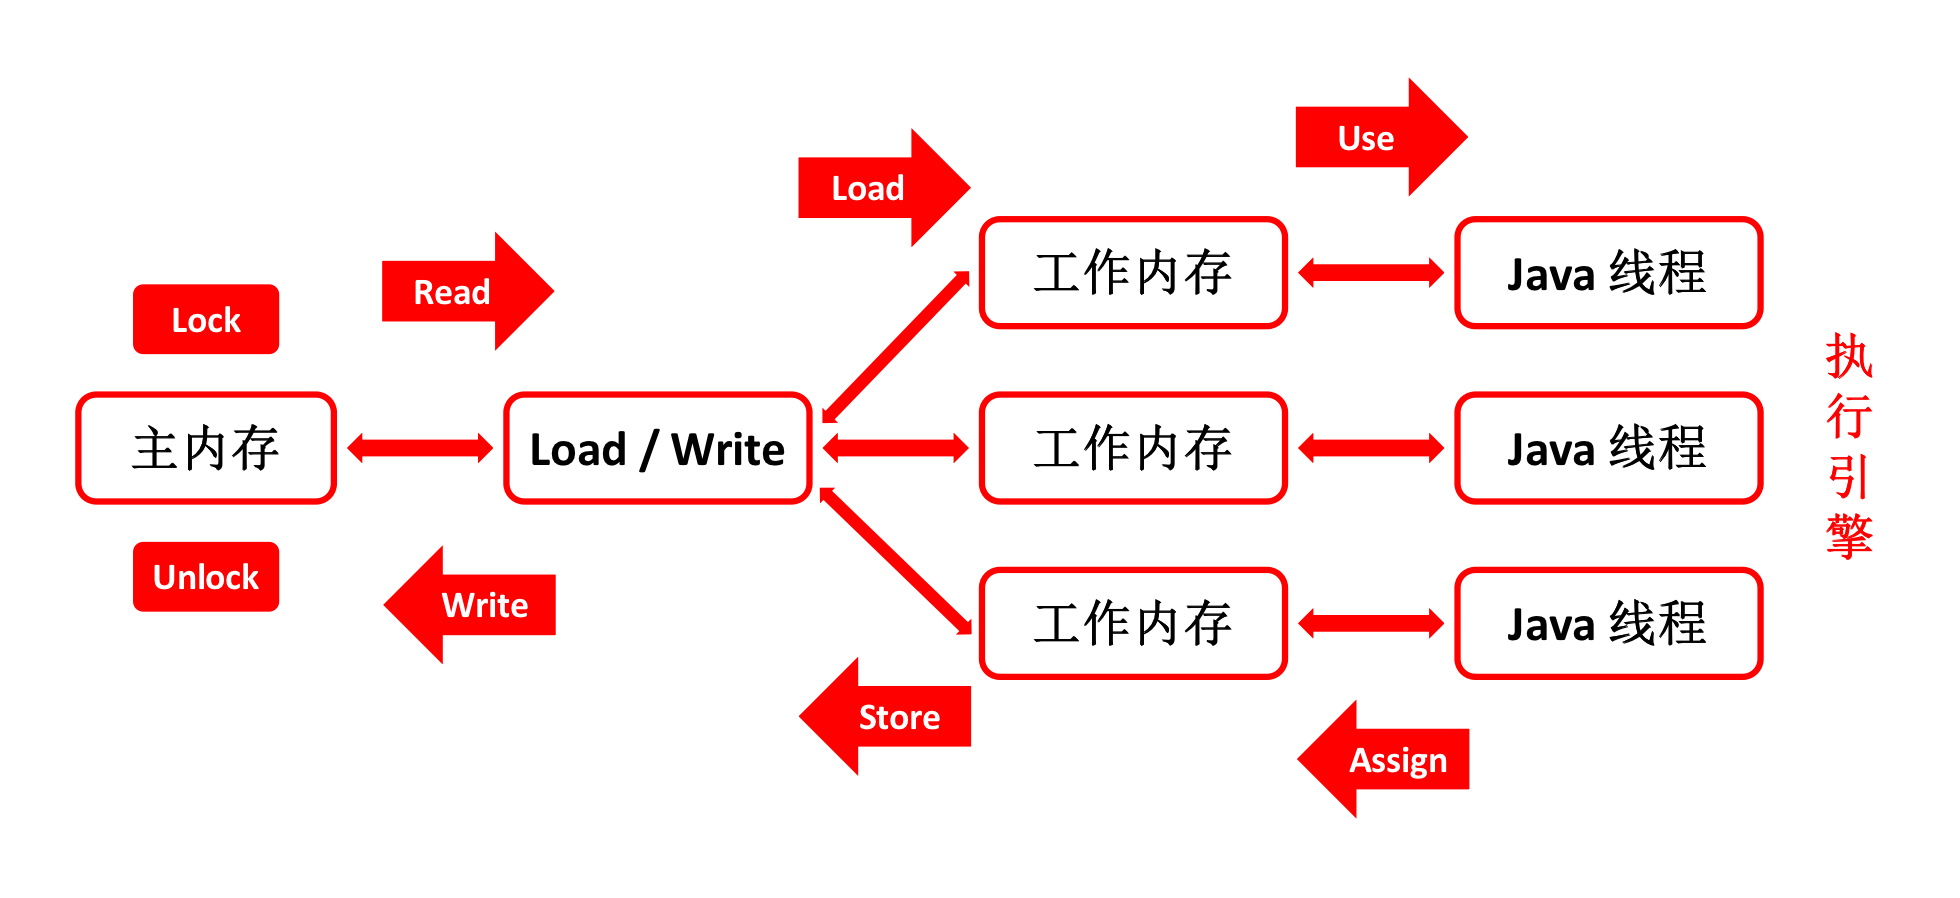 Use
Load
Read
Lock
工作内存
Java 线程
主内存
Load / Write
工作内存
Java 线程
执行引擎
Unlock
Write
工作内存
Java 线程
Store
Assign